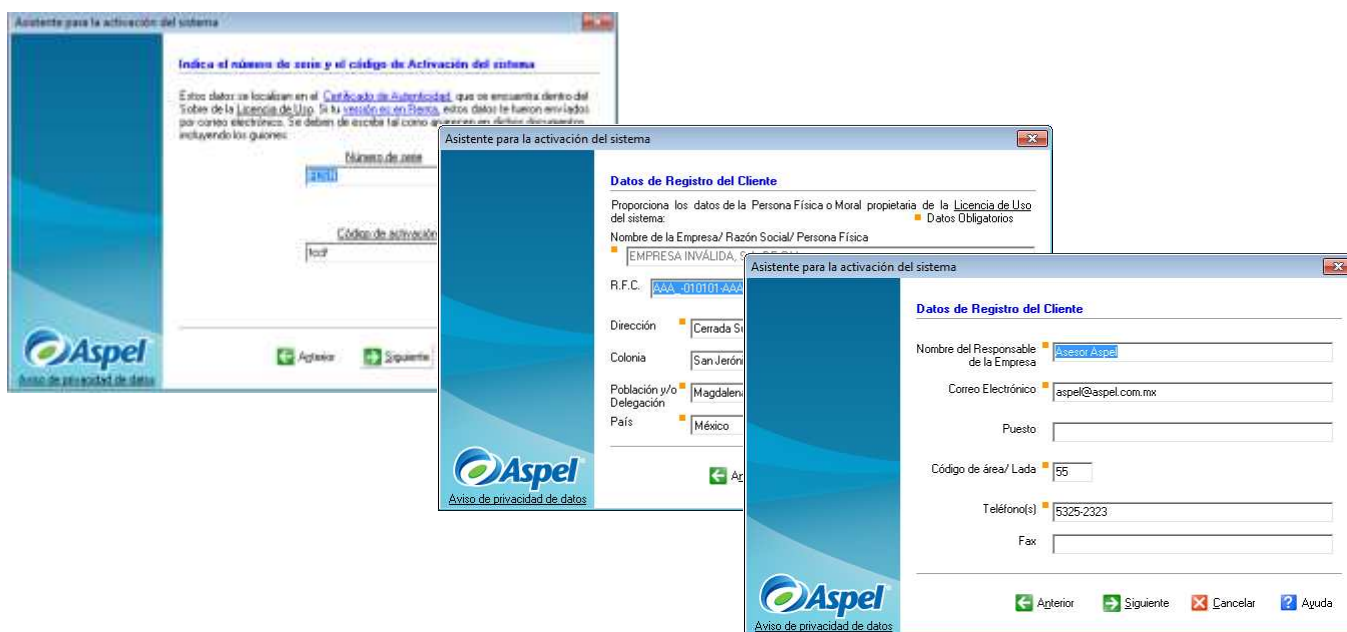 Asistente para la activación del sistema
Indica el número de serie y el código de Activación del sistema
Estos datos se localizan en el Certificado de Autenticidad, que se encuentra dentro del
Sobre de la Licencia de Uso. Si tu versión es en Renta, estos datos te fueron enviados
por correo electrónico. Se deben de escribir tal como aparecen en dichos documentos
incluyendo los guiones:
Número de serie
Código de activación
Anterior Siguiente
Aspel
Aviso de privacidad de datos
Asistente para la activación del sistema
Datos de Registro del Cliente
Proporciona los datos de la Persona Física o Moral propietaria de la Licencia de Uso
del sistema:
Datos Obligatorios
Nombre de la Empresa/ Razón Social/ Persona Física
EMPRESA INVÁLIDA,
R.F.C. AAA_-010101-AAA
Dirección Cerrada
Colonia San Jeróni
Población y/o
Delegación
Magdalena
País México
Aspel
Aviso de privacidad de datos
Asistente para la activación del sistema
Datos de Registro del Cliente
Nombre del Responsable
de la Empresa
Asesor Aspel
Correo Electrónico aspel@aspel.com.mx
Puesto
Código de área/ Lada 55
Teléfono(s) 5325-2323
Fax
Anterior Siguiente Cancelar Ayuda
Aspel
Aviso de privacidad de datos